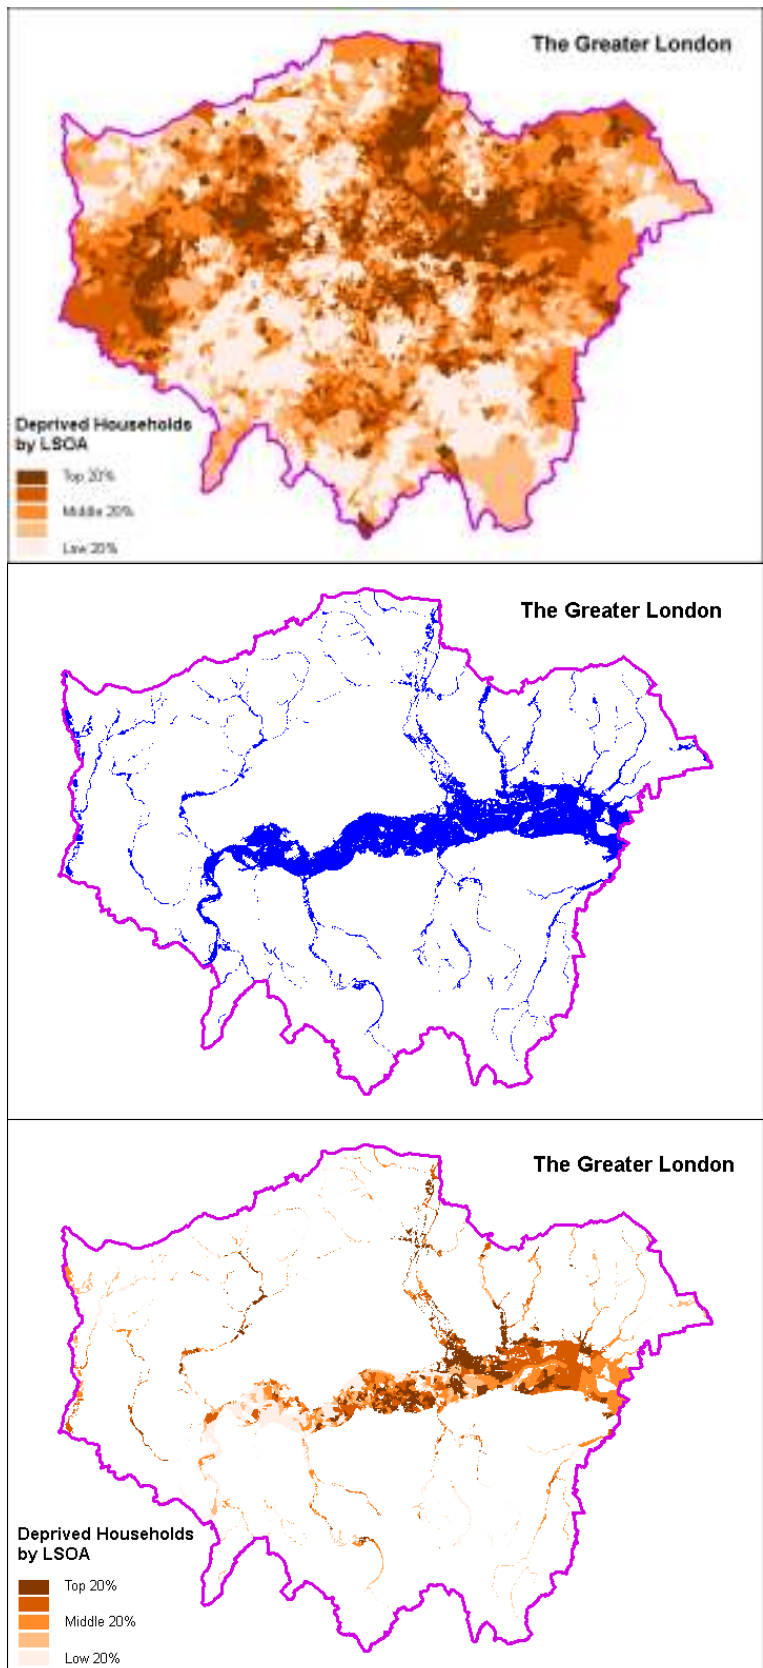 The Greater London
Deprived Households
by LSOA
Top 20%
Middle 20%
Low 20%
The Greater London
The Greater London
Deprived Households
by LSOA
Top 20%
Middle 20%
Low 20%